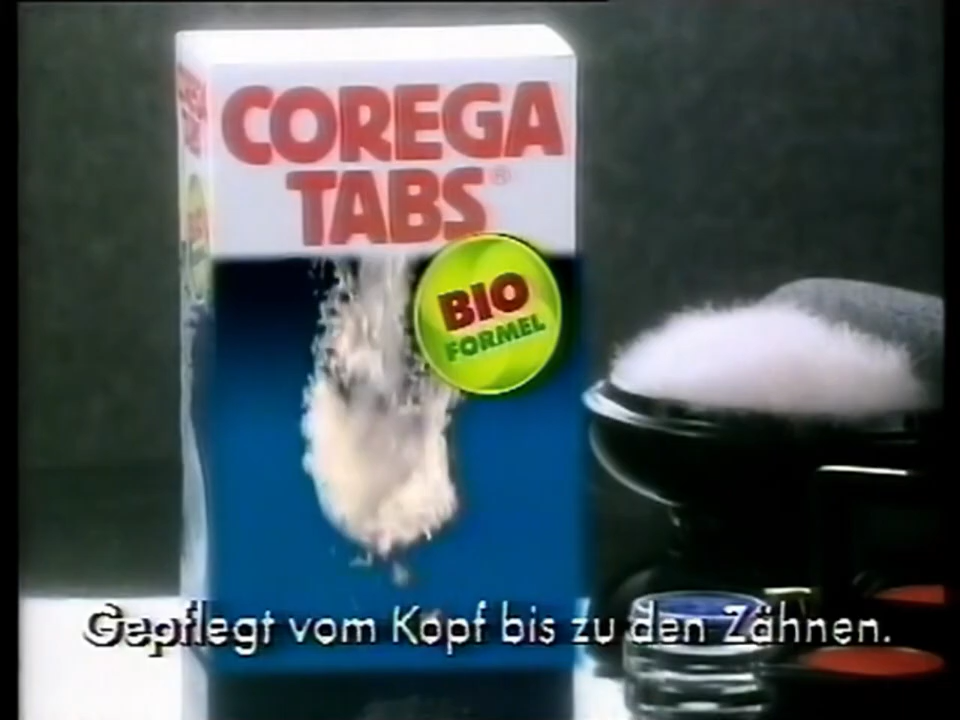 COREGA
TABS®
BIO
FORMEL
Gepflegt vom Kopf bis zu den Zähnen.